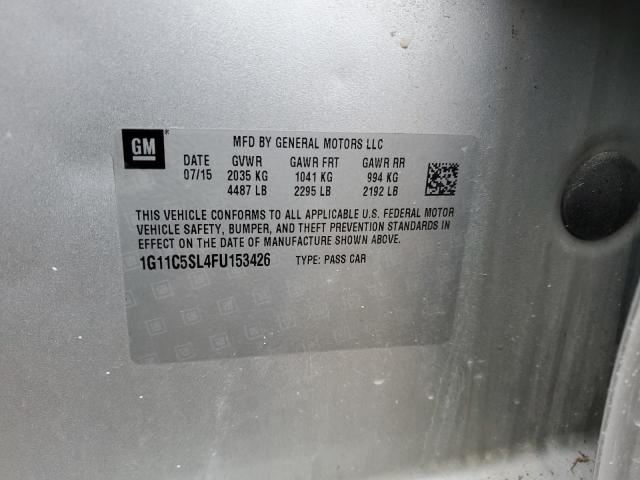 GM
MFD BY GENERAL MOTORS LLC
DATE GVWR GAWR FRT GAWR RR
07/15 2035 KG 1041 KG 994 KG
4487 LB 2295 LB 2192 LB
THIS VEHICLE CONFORMS TO ALL APPLICABLE U.S. FEDERAL MOTOR
VEHICLE SAFETY, BUMPER, AND THEFT PREVENTION STANDARDS IN
EFFECT ON THE DATE OF MANUFACTURE SHOWN ABOVE.
1G11C5SL4FU153426 TYPE: PASS CAR